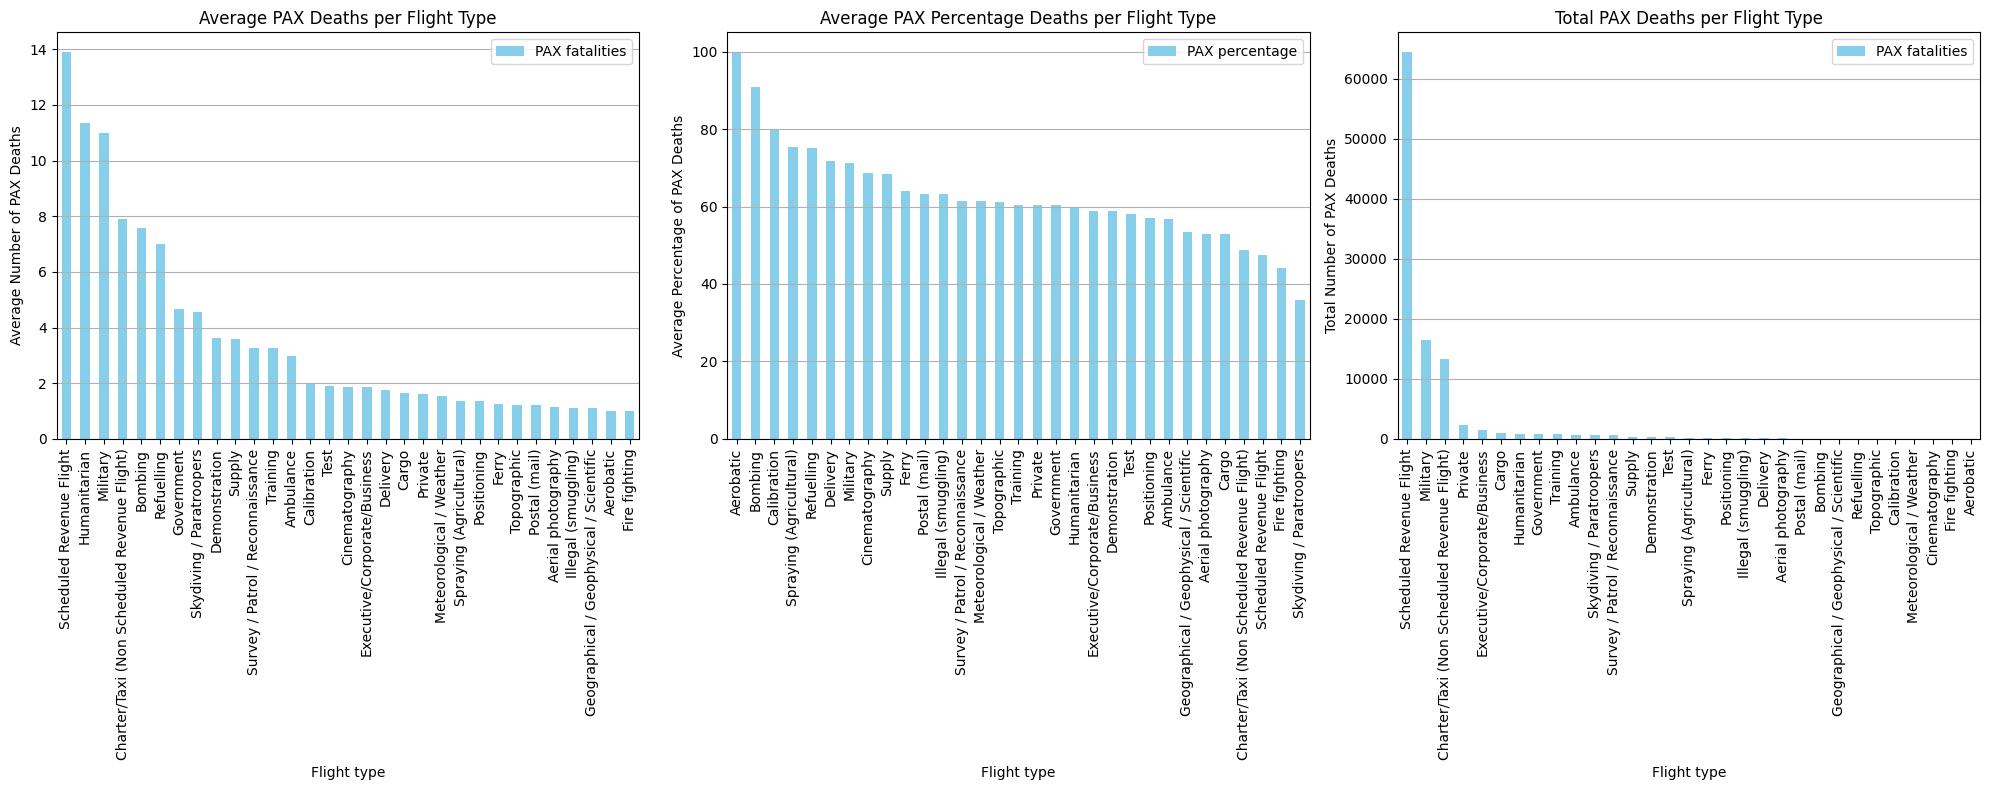 Average PAX Deaths per Flight Type
PAX fatalities
Average Number of PAX Deaths
14
12
10
8
6
4
2
0
Scheduled Revenue Flight
Humanitarian
Military
Charter/Taxi (Non Scheduled Revenue Flight)
Bombing
Refuelling
Government
Skydiving / Paratroopers
Demonstration
Supply
Survey / Patrol / Reconnaissance
Training
Ambulance
Calibration
Test
Cinematography
Executive/Corporate/Business
Delivery
Cargo
Private
Meteorological / Weather
Spraying (Agricultural)
Positioning
Ferry
Topographic
Postal (mail)
Aerial photography
Illegal (smuggling)
Geographical / Geophysical / Scientific
Aerobatic
Fire fighting
Flight type
Average PAX Percentage Deaths per Flight Type
PAX percentage
Average Percentage of PAX Deaths
100
80
60
40
20
0
Aerobatic
Bombing
Calibration
Spraying (Agricultural)
Refuelling
Delivery
Military
Cinematography
Supply
Ferry
Postal (mail)
Illegal (smuggling)
Survey / Patrol / Reconnaissance
Meteorological / Weather
Topographic
Training
Private
Government
Humanitarian
Executive/Corporate/Business
Demonstration
Test
Positioning
Ambulance
Geographical / Geophysical / Scientific
Aerial photography
Cargo
Charter/Taxi (Non Scheduled Revenue Flight)
Scheduled Revenue Flight
Fire fighting
Skydiving / Paratroopers
Flight type
Total PAX Deaths per Flight Type
PAX fatalities
Total Number of PAX Deaths
60000
50000
40000
30000
20000
10000
0
Scheduled Revenue Flight
Military
Charter/Taxi (Non Scheduled Revenue Flight)
Private
Executive/Corporate/Business
Cargo
Humanitarian
Government
Training
Ambulance
Skydiving / Paratroopers
Survey / Patrol / Reconnaissance
Supply
Demonstration
Test
Spraying (Agricultural)
Ferry
Positioning
Illegal (smuggling)
Delivery
Aerial photography
Postal (mail)
Bombing
Geographical / Geophysical / Scientific
Refuelling
Topographic
Calibration
Meteorological / Weather
Cinematography
Fire fighting
Aerobatic
Flight type